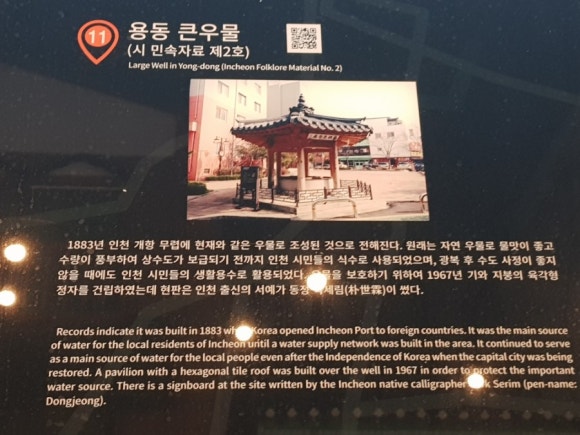 11
용동 큰우물
(시 민속자료 제2호)
Large Well in Yong-dong (Incheon Folklore Material No. 2)
1883년 인천 개항 무렵에 현재와 같은 우물로 조성된 것으로 전해진다. 원래는 자연 우물로 물맛이 좋고
수량이 풍부하여 상수도가 보급되기 전까지 인천 시민들의 식수로 사용되었으며, 광복 후 수도 사정이 좋지
않을 때에도 인천 시민들의 생활용수로 활용되었다. 보호하기 위하여 1967년 기와 지붕의 육각형
정자를 건립하였는데 현판은 인천 출신의 서예가 동정 박세림(朴世霖)이 썼다.
Records indicate it was built in 1883 Korea opened Incheon Port to foreign countries. It was the main source
of water for the local residents of Incheon until a water supply network was built in the area. It continued to serve
as a main source of water for the local people even after the Independence of Korea when the capital city was being
restored. A pavilion with a hexagonal tile roof was built over the well in 1967 in order to protect the important
water source. There is a signboard at the site written by the Incheon native calligrapher Serim (pen-name:
Dongjeong).